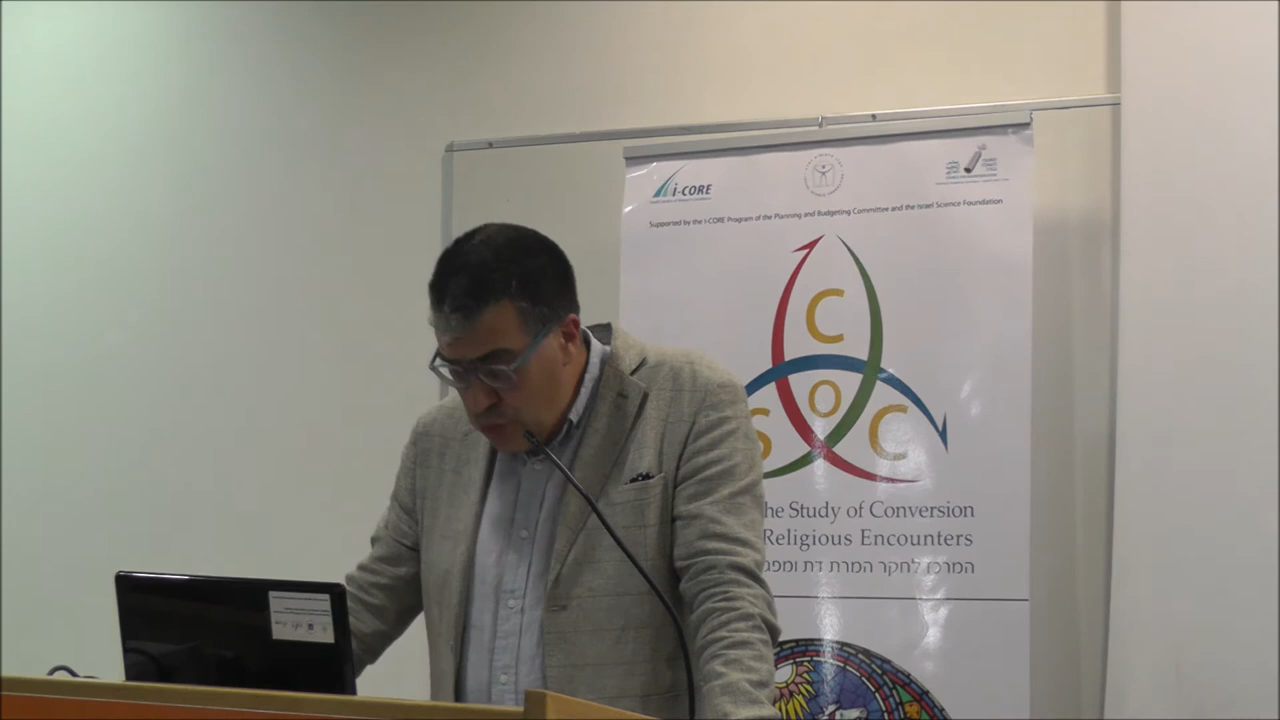 i-CORE
Supported by the I-CORE Program of the Planning and Budgeting Committee and the Israel Science Foundation
C
S O C
he Study of Conversion
Religious Encounters
המרכז לחקר המרת דת ומפג